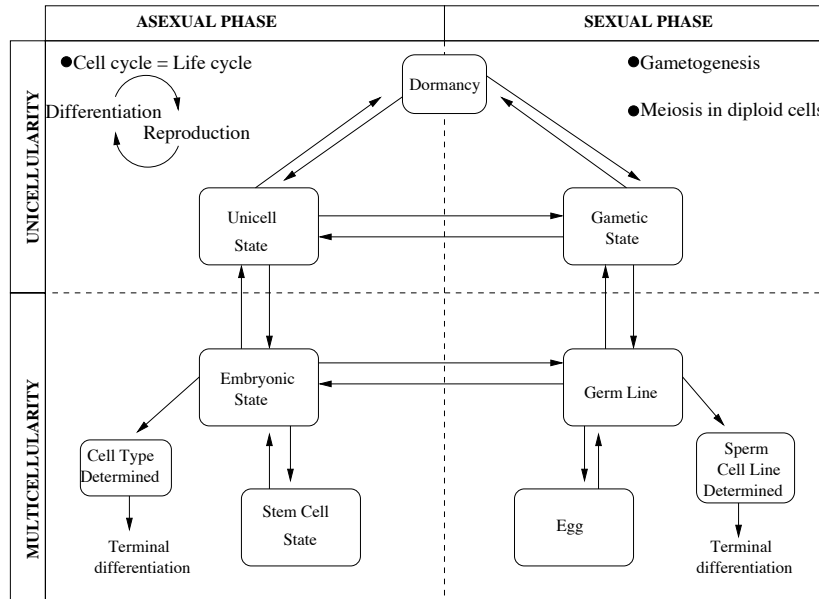 ASEXUAL PHASE
SEXUAL PHASE
UNICELLULARITY
●Cell cycle = Life cycle
Differentiation
Reproduction
Dormancy
●Gametogenesis
●Meiosis in diploid cells
Unicell
State
Gametic
State
MULTICELLULARITY
Embryonic
State
Germ Line
Cell Type
Determined
Stem Cell
State
Egg
Sperm
Cell Line
Determined
Terminal
differentiation
Terminal
differentiation